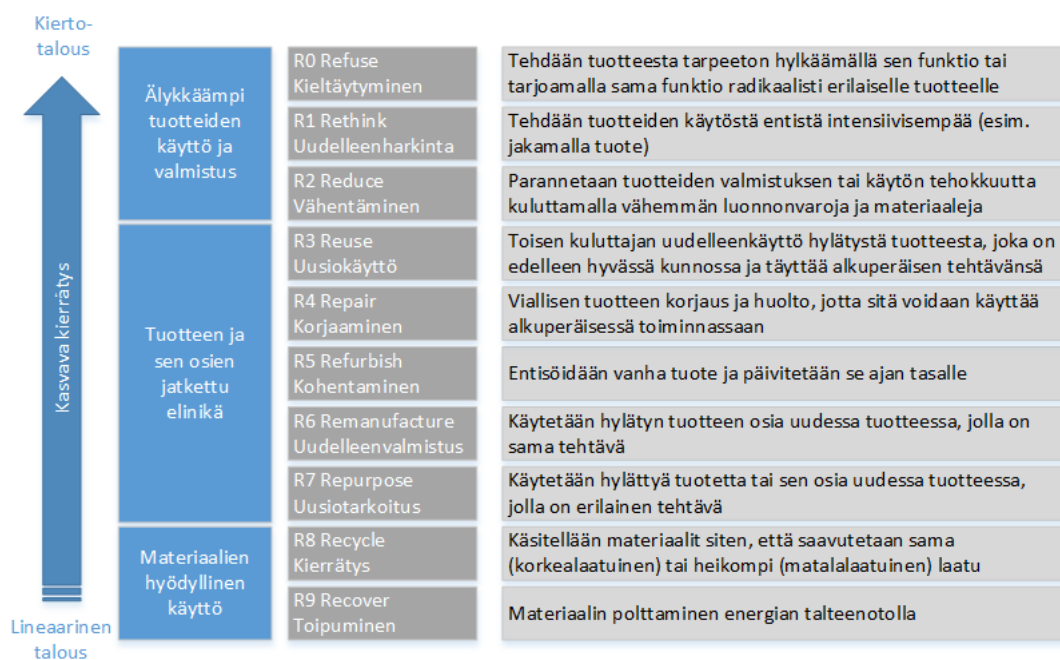 Kierto-
talous
Kasvava kierrätys
Lineaarinen
talous
Älykkäämpi
tuotteiden
käyttö ja
valmistus
R0 Refuse
Kieltäytyminen
Tehdään tuotteesta tarpeeton hylkäämällä sen funktio tai
tarjoamalla sama funktio radikaalisti erilaiselle tuotteelle
R1 Rethink
Uudelleenharkinta
Tehdään tuotteiden käytöstä entistä intensiivisempää (esim.
jakamalla tuote)
R2 Reduce
Vähentäminen
Parannetaan tuotteiden valmistuksen tai käytön tehokkuutta
kuluttamalla vähemmän luonnonvaroja ja materiaaleja
Tuotteen ja
sen osien
jatkettu
elinikä
R3 Reuse
Uusiokäyttö
Toisen kuluttajan uudelleenkäyttö hylätystä tuotteesta, joka on
edelleen hyvässä kunnossa ja täyttää alkuperäisen tehtävänsä
R4 Repair
Korjaaminen
Viallisen tuotteen korjaus ja huolto, jotta sitä voidaan käyttää
alkuperäisessä toiminnassaan
R5 Refurbish
Kohentaminen
Entisöidään vanha tuote ja päivitetään se ajan tasalle
R6 Remanufacture
Uudelleenvalmistus
Käytetään hylätyn tuotteen osia uudessa tuotteessa, jolla on
sama tehtävä
R7 Repurpose
Uusiotarkoitus
Käytetään hylättyä tuotetta tai sen osia uudessa tuotteessa,
jolla on erilainen tehtävä
Materiaalien
hyödyllinen
käyttö
R8 Recycle
Kierrätys
Käsitellään materiaalit siten, että saavutetaan sama
(korkealaatuinen) tai heikompi (matalalaatuinen) laatu
R9 Recover
Toipuminen
Materiaalin polttaminen energian talteenotolla